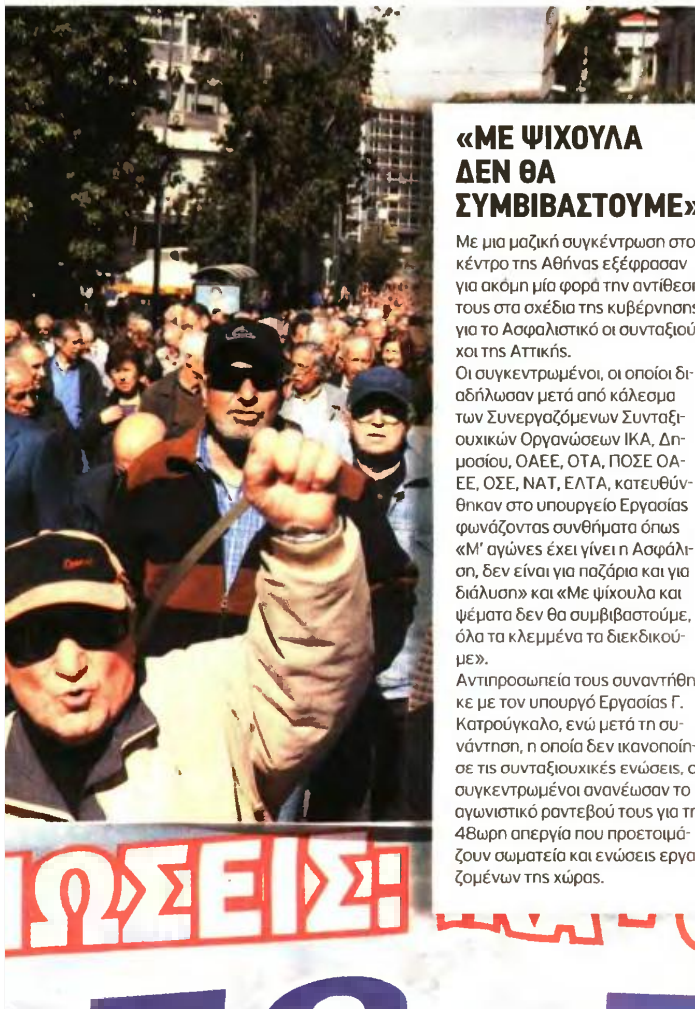 «ΜΕ ΨΙΧΟΥΛΑ
ΔΕΝ ΘΑ
ΣΥΜΒΙΒΑΣΤΟΥΜΕ»
Με μια μαζική συγκέντρωση στο
κέντρο της Αθήνας εξέφρασαν
για ακόμη μία φορά την αντίθεσ
τους στα σχέδια της κυβέρνησης
για το Ασφαλιστικό οι συνταξιού
χοι της Αττικής.
Οι συγκεντρωμένοι, οι οποίοι δι-
αδήλωσαν μετά από κάλεσμα
των Συνεργαζόμενων Συνταξι-
ουχικών Οργανώσεων ΙΚΑ, Δη-
μοσίου, ΟΑΕΕ, ΟΤΑ, ΠΟΣΕ ΟΑ-
ΕΕ, ΟΣΕ, ΝΑΤ, ΕΛΤΑ, κατευθύν-
θηκαν στο υπουργείο Εργασίας
φωνάζοντας συνθήματα όπως
«Μ' αγώνες έχει γίνει η Ασφάλι-
ση, δεν είναι για παζάρια και για
διάλυση» και «Με ψίχουλα και
ψέματα δεν θα συμβιβαστούμε,
όλα τα κλεμμένα τα διεκδικού-
με».
Αντιπροσωπεία τους συναντήθη
κε με τον υπουργό Εργασίας Γ.
Κατρούγκαλο, ενώ μετά τη συ-
νάντηση, η οποία δεν ικανοποίη-
σε τις συνταξιουχικές ενώσεις, ο
συγκεντρωμένοι ανανέωσαν το
αγωνιστικό ραντεβού τους για τη
48ωρη απεργία που προετοιμά-
ζουν σωματεία και ενώσεις εργα
ζομένων της χώρας.
ΩΣΕΙΣ: